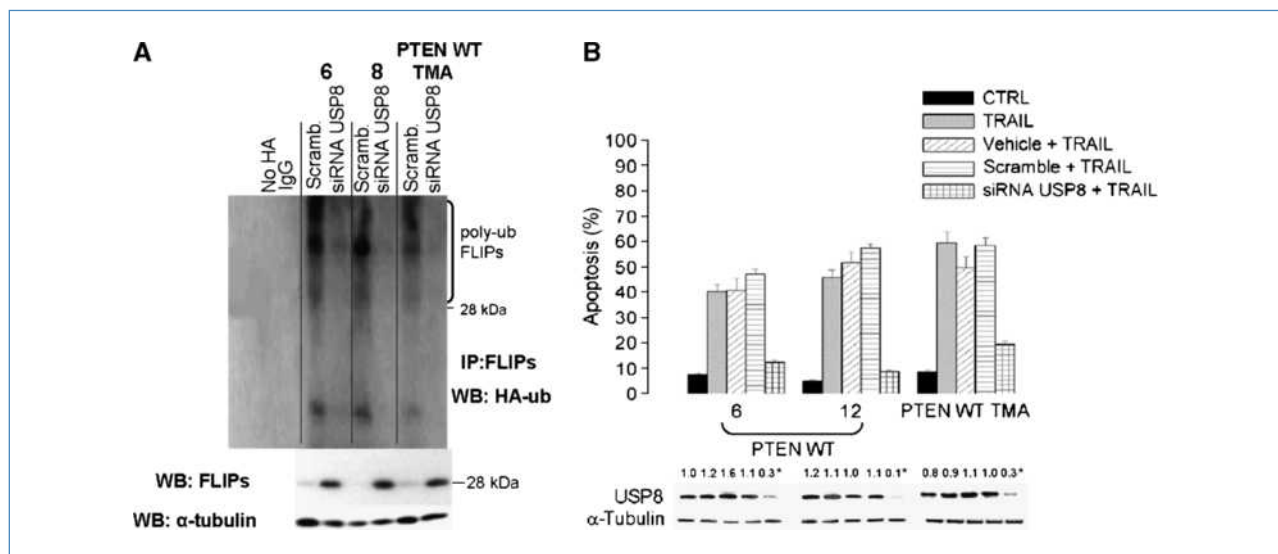 A
PTEN WT
6 8 TMA
No HA
IgG
Scramb.
siRNA USP8
Scramb.
siRNA USP8
Scramb.
siRNA USP8
poly-ub
FLIPs
28 kDa
IP:FLIPs
WB: HA-ub
WB: FLIPs
28 kDa
WB: α-tubulin
B
CTRL
TRAIL
Vehicle + TRAIL
Scramble + TRAIL
siRNA USP8 + TRAIL
Apoptosis (%)
100
90
80
70
60
50
40
30
20
10
0
6 12 PTEN WT TMA
PTEN WT
1.0 1.2 1.6 1.1 0.3* 1.2 1.1 1.0 1.1 0.1* 0.8 0.9 1.1 1.0 0.3*
USP8
α-Tubulin